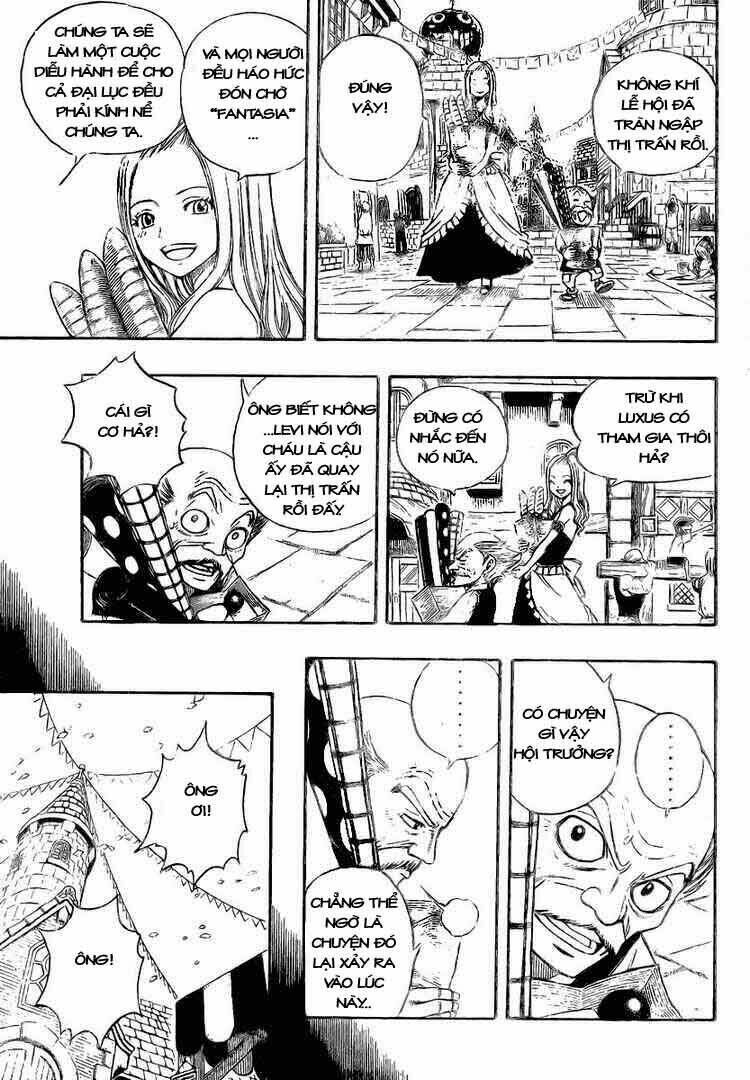 KHÔNG KHÍ
LỄ HỘI ĐÃ
TRÀN NGẬP
THỊ TRẤN RỒI.
ĐÚNG
VẬY!
VÀ MỌI NGƯỜI
ĐỀU HÁO HỨC
ĐÓN CHỜ
"FANTASIA"
...
CHÚNG TA SẼ
LÀM MỘT CUỘC
DIỄU HÀNH ĐỂ CHO
CẢ ĐẠI LỤC ĐỀU
PHẢI KÍNH NỂ
CHÚNG TA.
TRỪ KHI
LUXUS CÓ
THAM GIA THÔI
HẢ?
ĐỪNG CÓ
NHẮC ĐẾN
NÓ NỮA.
ÔNG BIẾT KHÔNG
...LEVI NÓI VỚI
CHÁU LÀ CẬU
ẤY ĐÃ QUAY
LẠI THỊ TRẤN
RỒI ĐẤY
CÁI GÌ
CƠ HẢ?!
......
CÓ CHUYỆN
GÌ VẬY
HỘI TRƯỞNG?
......
CHẲNG THỂ
NGỜ LÀ
CHUYỆN ĐÓ
LẠI XẢY RA
VÀO LÚC
NÀY...
ÔNG
ƠI!
ÔNG!